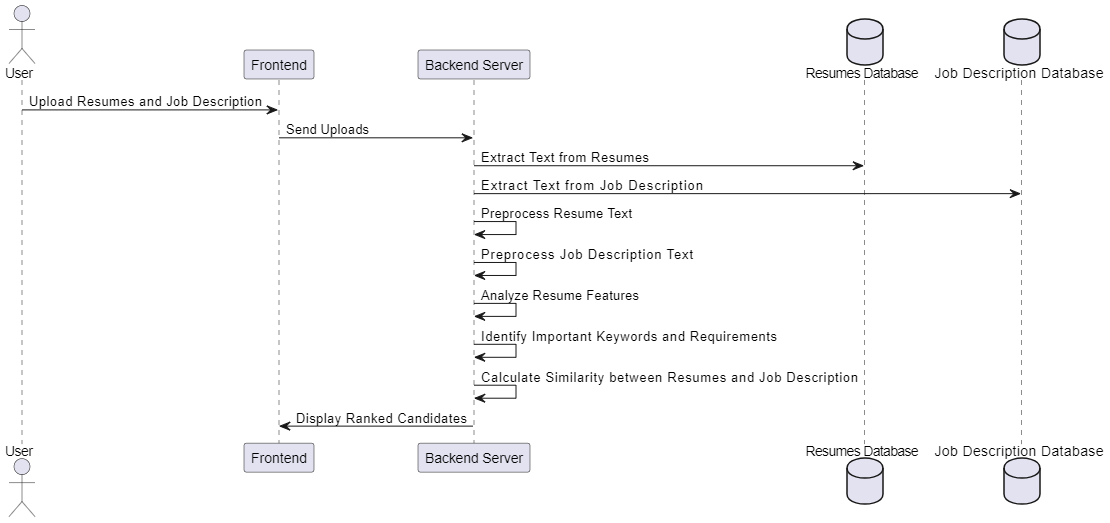 User
Frontend
Backend Server
Resumes Database
Job Description Database
Upload Resumes and Job Description
Send Uploads
Extract Text from Resumes
Extract Text from Job Description
Preprocess Resume Text
Preprocess Job Description Text
Analyze Resume Features
Identify Important Keywords and Requirements
Calculate Similarity between Resumes and Job Description
Display Ranked Candidates
User
Frontend
Backend Server
Resumes Database
Job Description Database